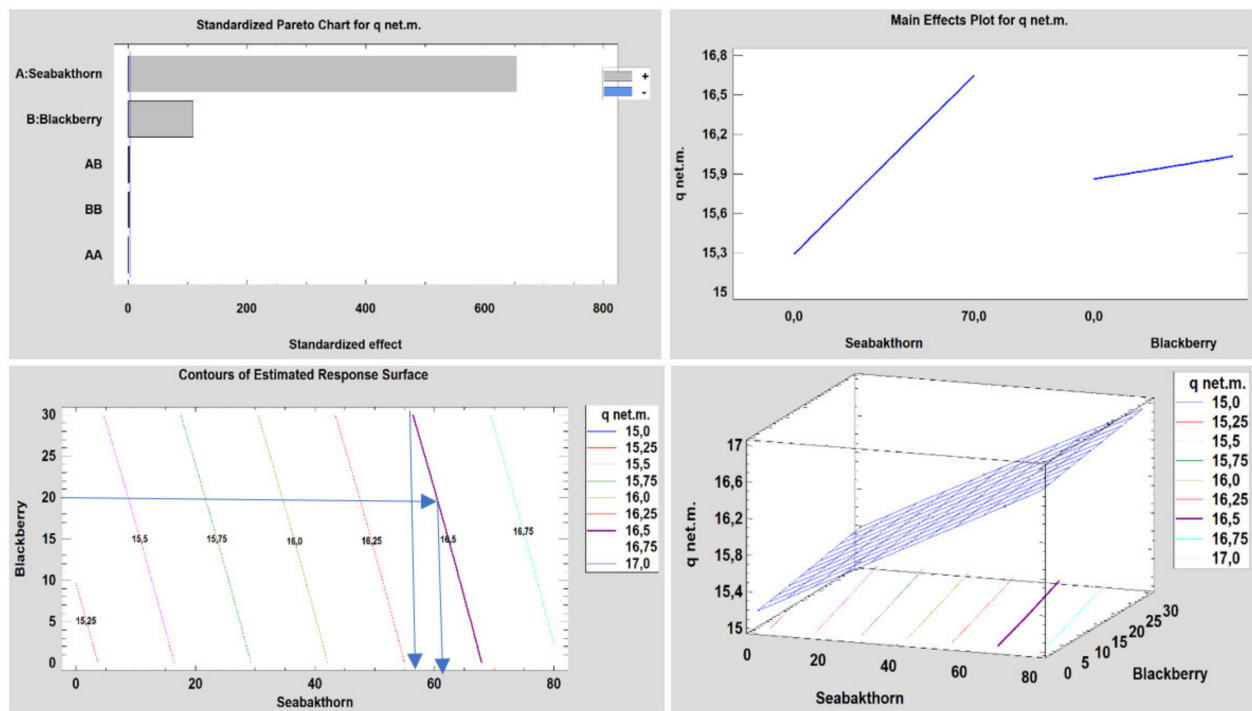 Standardized Pareto Chart for q net.m.
A:Seabakthorn
B:Blackberry
AB
BB
AA
+
-
0 200 400 600 800
Standardized effect
Main Effects Plot for q net.m.
q net.m.
16,8
16,5
16,2
15,9
15,6
15,3
15
0,0 70,0 0,0
Seabakthorn Blackberry
Contours of Estimated Response Surface
Blackberry
30
25
20
15
10
5
0
15,25
15,5
15,75
16,0
16,25
16,5
16,75
0 20 40 60 80
Seabakthorn
q net.m.
15,0
15,25
15,5
15,75
16,0
16,25
16,5
16,75
17,0
q net.m.
17
16,6
16,2
15,8
15,4
15
0 20 40 60 80
Seabakthorn
0 5 10 15 20 25 30
Blackberry
q net.m.
15,0
15,25
15,5
15,75
16,0
16,25
16,5
16,75
17,0